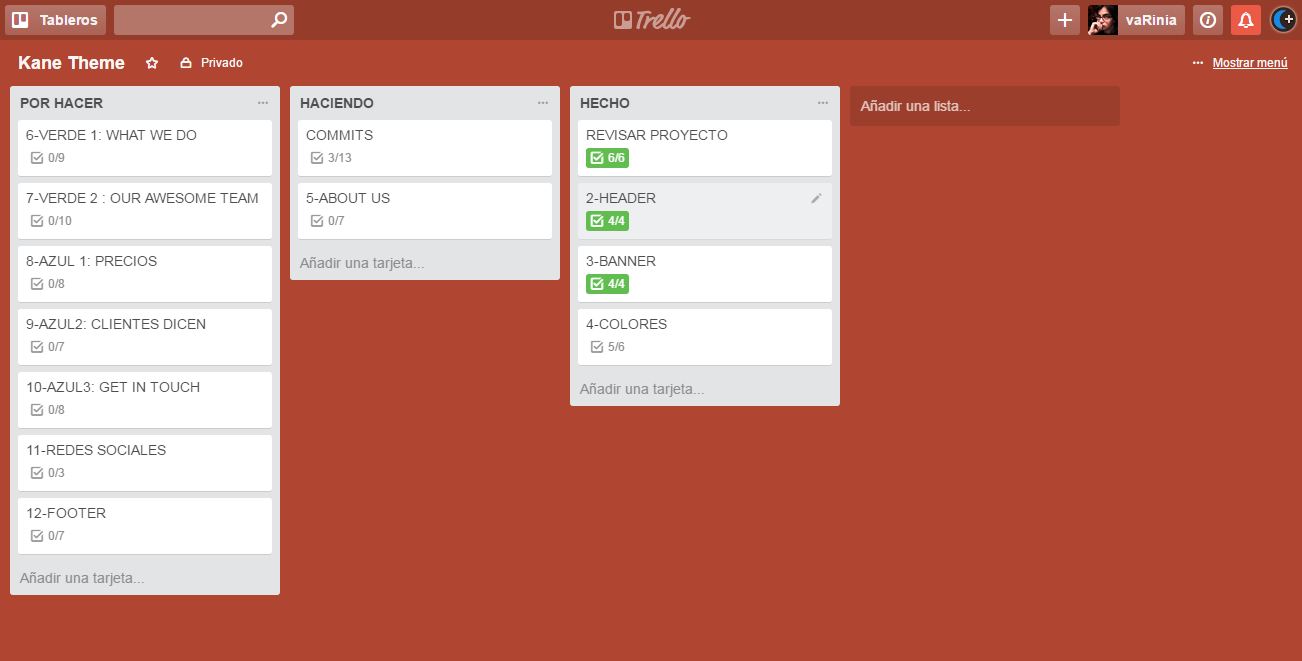 Tableros
Trello
vaRinia
Kane Theme
Privado
Mostrar menú
POR HACER
6-VERDE 1: WHAT WE DO
0/9
7-VERDE 2 : OUR AWESOME TEAM
0/10
8-AZUL 1: PRECIOS
0/8
9-AZUL2: CLIENTES DICEN
0/7
10-AZUL3: GET IN TOUCH
0/8
11-REDES SOCIALES
0/3
12-FOOTER
0/7
Añadir una tarjeta...
HACIENDO
COMMITS
3/13
5-ABOUT US
0/7
Añadir una tarjeta...
HECHO
REVISAR PROYECTO
6/6
2-HEADER
4/4
3-BANNER
4/4
4-COLORES
5/6
Añadir una tarjeta...
Añadir una lista...